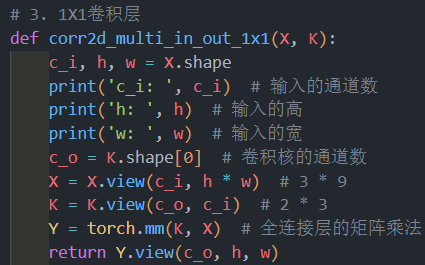 # 3. 1X1卷积层
def corr2d_multi_in_out_1x1(X, K):
    c_i, h, w = X.shape
    print('c_i: ', c_i)  # 输入的通道数
    print('h: ', h)  # 输入的高
    print('w: ', w)  # 输入的宽
    c_o = K.shape[0]  # 卷积核的通道数
    X = X.view(c_i, h * w)  # 3 * 9
    K = K.view(c_o, c_i)  # 2 * 3
    Y = torch.mm(K, X)  # 全连接层的矩阵乘法
    return Y.view(c_o, h, w)